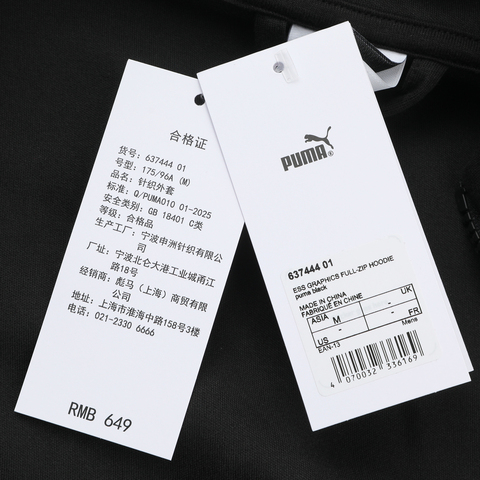 合格证
货号: 637444 01
号型: 175/96A (M)
品名: 针织外套
标准: Q/PUMA010 01-2025
安全类别: GB 18401 C类
等级: 合格品
生产工厂: 宁波申洲针织有限公
司
厂址: 宁波北仑大港工业城甬江
路18号
经销商: 彪马（上海）商贸有限
公司
地址: 上海市淮海中路158号3楼
电话: 021-2330 6666
RMB 649
PUMA®
637444 01
ESS GRAPHICS FULL-ZIP HOODIE
puma black
MADE IN CHINA
FABRIQUÉ EN CHINE
ASIA M - UK
US - - FR
EAN-13 Mens
4 070032 336169